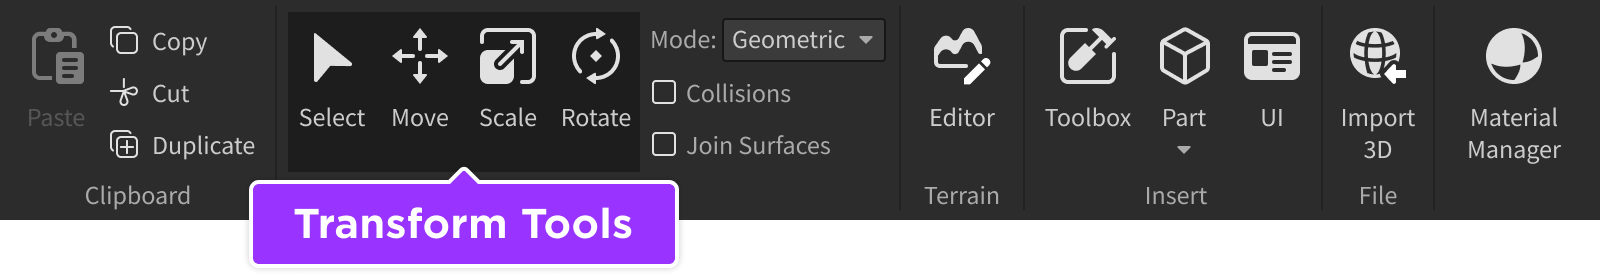 Paste
Copy
Cut
Duplicate
Clipboard
Select
Move
Scale
Rotate
Mode: Geometric
Collisions
Join Surfaces
Transform Tools
Editor
Terrain
Toolbox
Part
UI
Insert
Import
3D
File
Material
Manager